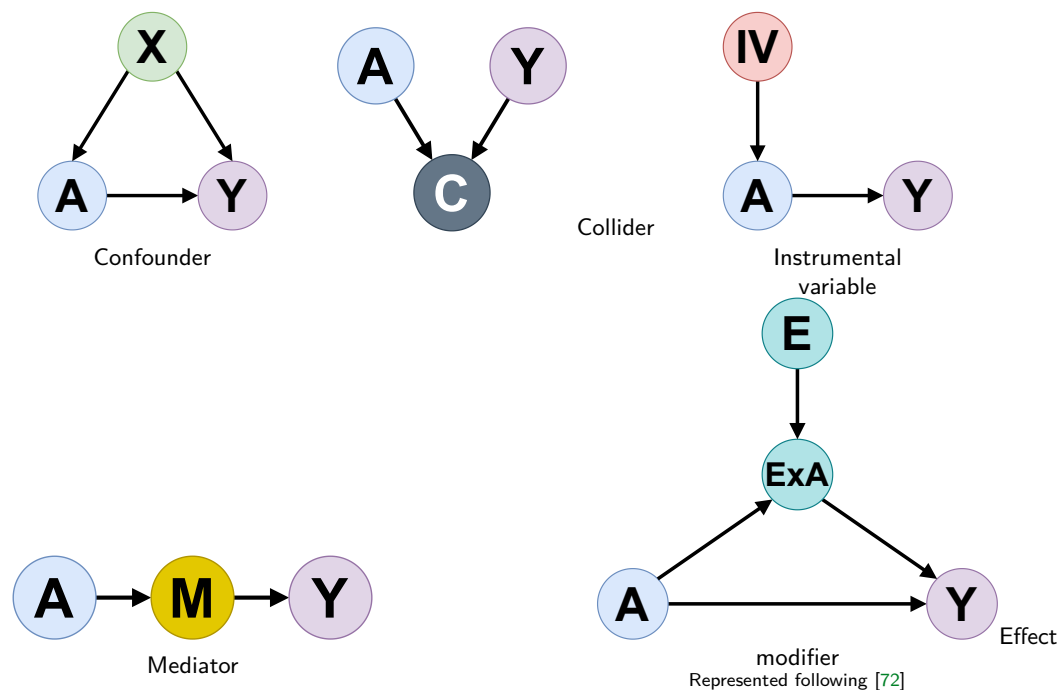 X
A
Y
Confounder
A
Y
C
Collider
IV
A
Y
Instrumental
variable
A
M
Y
Mediator
E
ExA
A
Y
Effect
modifier
Represented following [72]